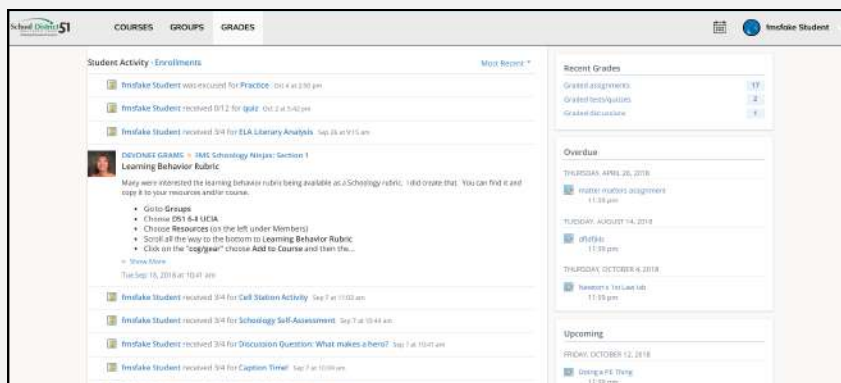 School District 51
COURSES GROUPS GRADES
fmsfake Student
Student Activity · Enrollments
Most Recent
fmsfake Student was excused for Practice Oct 4 at 2:50 pm
fmsfake Student received 0/12 for quiz Oct 2 at 5:42 pm
fmsfake Student received 3/4 for ELA Literary Analysis Sep 26 at 9:15 am
DEVONEE GRAMS FMS Schoology Ninjas: Section 1
Learning Behavior Rubric
Many were interested the learning behavior rubric being available as a Schoology rubric. I did create that. You can find it and
copy it to your resources and/or course.
• Go to Groups
• Choose D51 6-8 UCIA
• Choose Resources (on the left under Members)
• Scroll all the way to the bottom to Learning Behavior Rubric
• Click on the "cog/gear" choose Add to Course and then the...
Show More
Tue Sep 18, 2018 at 10:41 am
fmsfake Student received 3/4 for Cell Station Activity Sep 7 at 11:03 am
fmsfake Student received 3/4 for Schoology Self-Assessment Sep 7 at 10:44 am
fmsfake Student received 3/4 for Discussion Question: What makes a hero? Sep 7 at 10:41 am
fmsfake Student received 3/4 for Caption Time! Sep 7 at 10:39 am
Recent Grades
Graded assignments 17
Graded tests/quizzes 2
Graded discussions 1
Overdue
THURSDAY, APRIL 26, 2018
matter matters assignment
11:59 pm
TUESDAY, AUGUST 14, 2018
11:59 pm
THURSDAY, OCTOBER 4, 2018
Newton's 1st Law lab
11:59 pm
Upcoming
FRIDAY, OCTOBER 12, 2018
Doing a PE Thing
11:59 pm